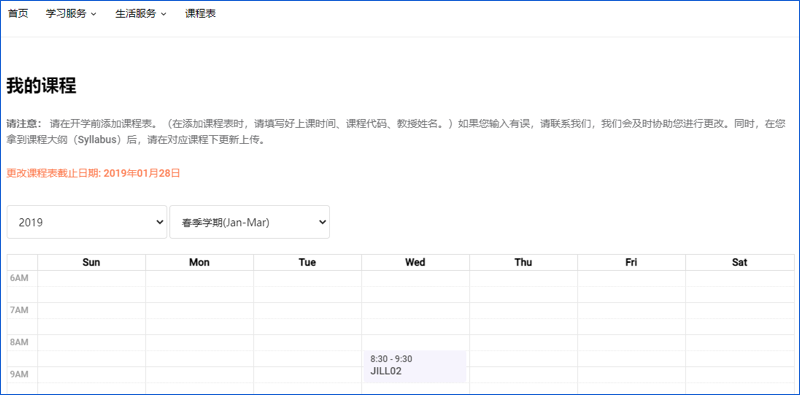 首页 学习服务 生活服务 课程表
我的课程
请注意： 请在开学前添加课程表。（在添加课程表时，请填写好上课时间、课程代码、教授姓名。）如果您输入有误，请联系我们，我们会及时协助您进行更改。同时，在您
拿到课程大纲（Syllabus）后，请在对应课程下更新上传。
更改课程表截止日期: 2019年01月28日
2019 春季学期(Jan-Mar)
Sun Mon Tue Wed Thu Fri Sat
6AM
7AM
8AM
8:30 - 9:30
JILL02
9AM